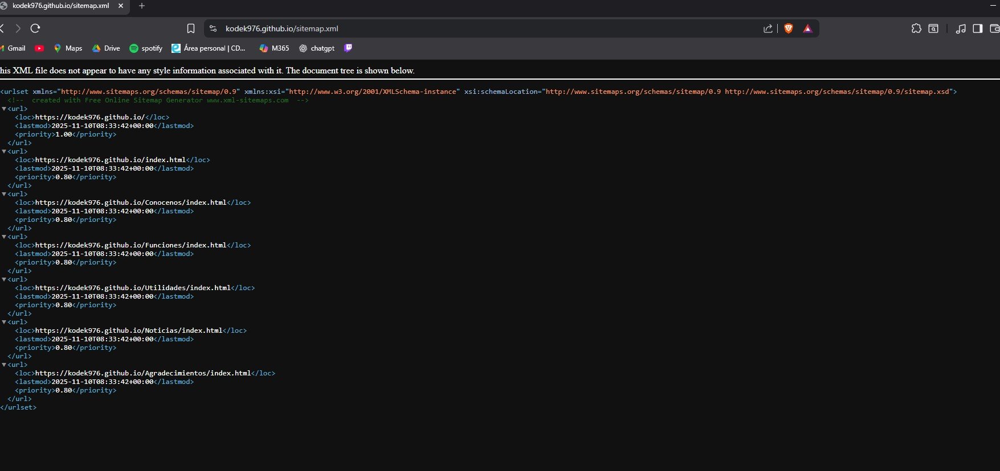 kodek976.github.io/sitemap.xml
kodek976.github.io/sitemap.xml
Gmail Maps Drive spotify Área personal | CD... M365 chatgpt
his XML file does not appear to have any style information associated with it. The document tree is shown below.
<urlset xmlns="http://www.sitemaps.org/schemas/sitemap/0.9" xmlns:xsi="http://www.w3.org/2001/XMLSchema-instance" xsi:schemaLocation="http://www.sitemaps.org/schemas/sitemap/0.9 http://www.sitemaps.org/schemas/sitemap/0.9/sitemap.xsd">
<!-- created with Free Online Sitemap Generator www.xml-sitemaps.com -->
<url>
<loc>https://kodek976.github.io/</loc>
<lastmod>2025-11-10T08:33:42+00:00</lastmod>
<priority>1.00</priority>
</url>
<url>
<loc>https://kodek976.github.io/index.html</loc>
<lastmod>2025-11-10T08:33:42+00:00</lastmod>
<priority>0.80</priority>
</url>
<url>
<loc>https://kodek976.github.io/Conocenos/index.html</loc>
<lastmod>2025-11-10T08:33:42+00:00</lastmod>
<priority>0.80</priority>
</url>
<url>
<loc>https://kodek976.github.io/Funciones/index.html</loc>
<lastmod>2025-11-10T08:33:42+00:00</lastmod>
<priority>0.80</priority>
</url>
<url>
<loc>https://kodek976.github.io/Utilidades/index.html</loc>
<lastmod>2025-11-10T08:33:42+00:00</lastmod>
<priority>0.80</priority>
</url>
<url>
<loc>https://kodek976.github.io/Noticias/index.html</loc>
<lastmod>2025-11-10T08:33:42+00:00</lastmod>
<priority>0.80</priority>
</url>
<url>
<loc>https://kodek976.github.io/Agradecimientos/index.html</loc>
<lastmod>2025-11-10T08:33:42+00:00</lastmod>
<priority>0.80</priority>
</url>
</urlset>